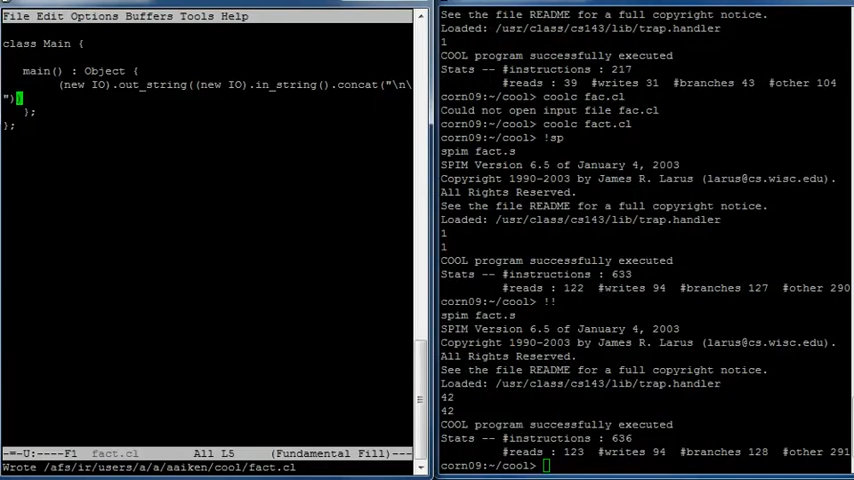 File Edit Options Buffers Tools Help
class Main {
main() : Object {
(new IO).out_string((new IO).in_string().concat("\n\
"))
};
};
-=-U:----F1 fact.cl All L5 (Fundamental Fill)---
Wrote /afs/ir/users/a/a/aaiken/cool/fact.cl
See the file README for a full copyright notice.
Loaded: /usr/class/cs143/lib/trap.handler
1
COOL program successfully executed
Stats -- #instructions : 217
#reads : 39 #writes 31 #branches 43 #other 104
corn09:~/cool> coolc fac.cl
Could not open input file fac.cl
corn09:~/cool> coolc fact.cl
corn09:~/cool> !sp
spim fact.s
SPIM Version 6.5 of January 4, 2003
Copyright 1990-2003 by James R. Larus (larus@cs.wisc.edu).
All Rights Reserved.
See the file README for a full copyright notice.
Loaded: /usr/class/cs143/lib/trap.handler
1
1
COOL program successfully executed
Stats -- #instructions : 633
#reads : 122 #writes 94 #branches 127 #other 290
corn09:~/cool> !!
spim fact.s
SPIM Version 6.5 of January 4, 2003
Copyright 1990-2003 by James R. Larus (larus@cs.wisc.edu).
All Rights Reserved.
See the file README for a full copyright notice.
Loaded: /usr/class/cs143/lib/trap.handler
42
42
COOL program successfully executed
Stats -- #instructions : 636
#reads : 123 #writes 94 #branches 128 #other 291
corn09:~/cool>